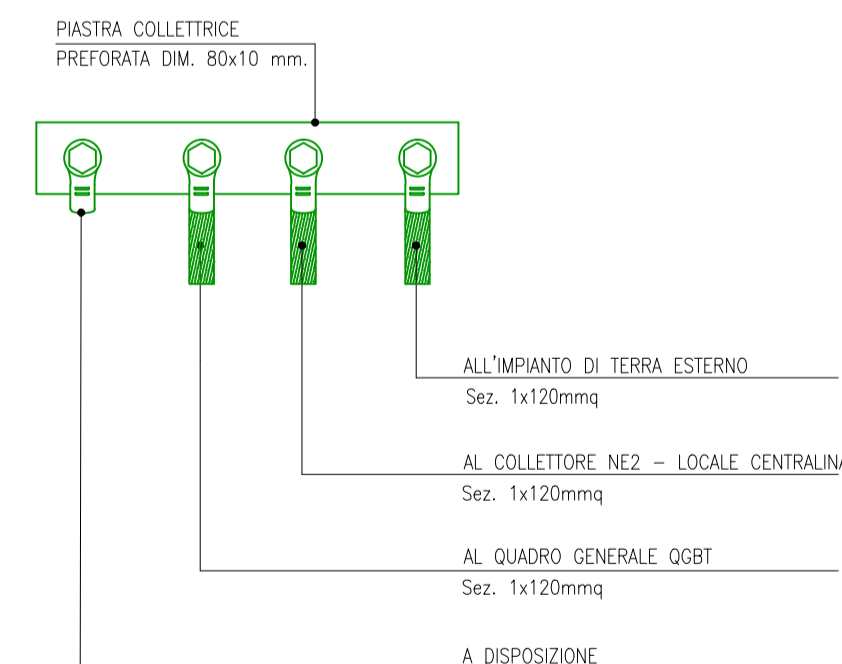 PIASTRA COLLETTRICE
PREFORATA DIM. 80x10 mm.
ALL'IMPIANTO DI TERRA ESTERNO
Sez. 1x120mmq
AL COLLETTORE NE2 – LOCALE CENTRALINA
Sez. 1x120mmq
AL QUADRO GENERALE QGBT
Sez. 1x120mmq
A DISPOSIZIONE